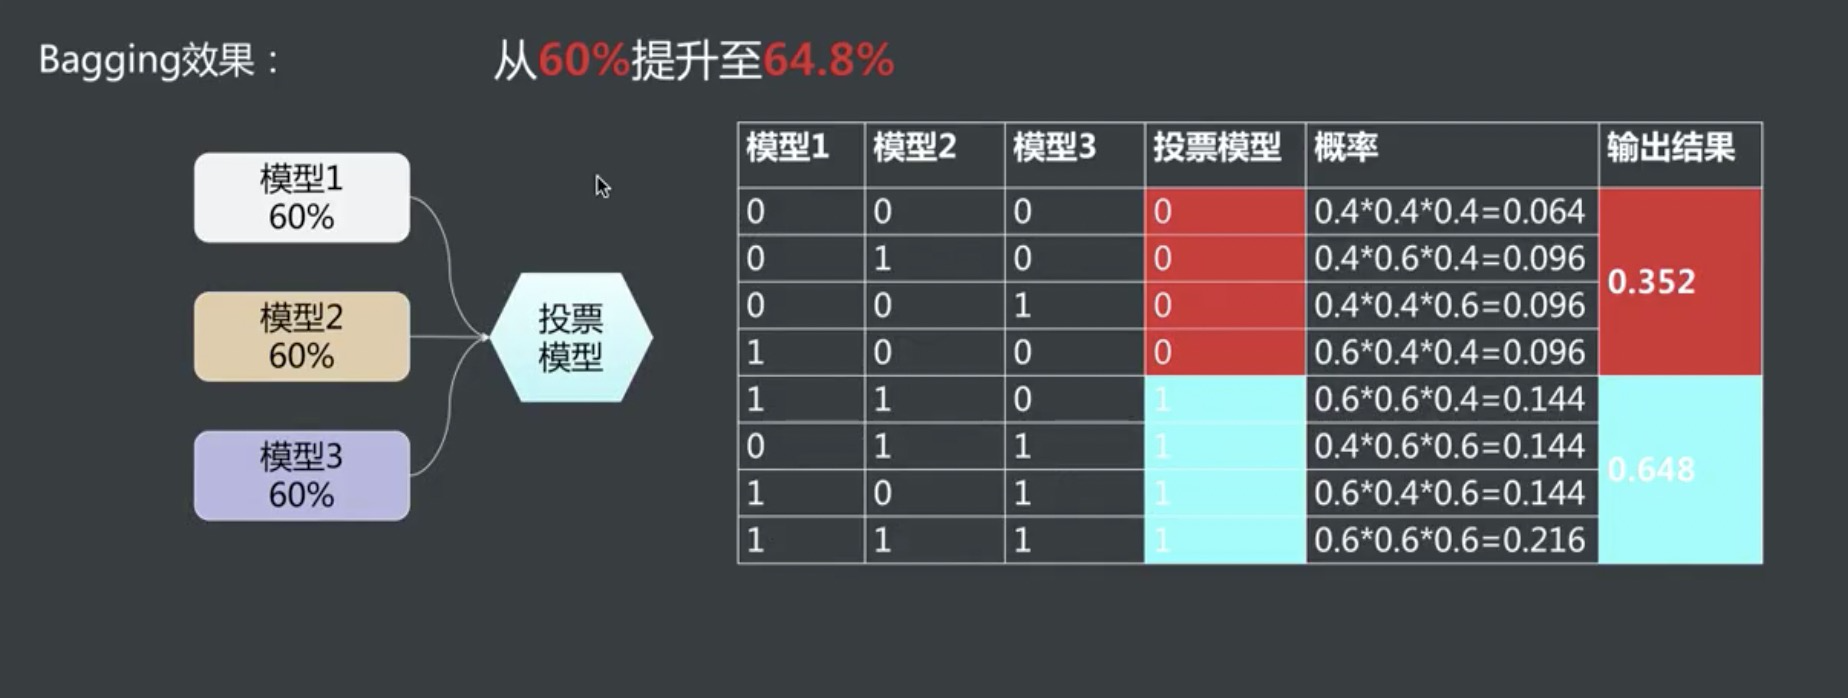 Bagging效果： 从60%提升至64.8%
模型1
60%
模型2
60%
模型3
60%
投票
模型
模型1 模型2 模型3 投票模型 概率 输出结果
0 0 0 0 0.4*0.4*0.4=0.064
0 1 0 0 0.4*0.6*0.4=0.096
0.352
0 0 1 0 0.4*0.4*0.6=0.096
1 0 0 0 0.6*0.4*0.4=0.096
1 1 0 1 0.6*0.6*0.4=0.144
0 1 1 1 0.4*0.6*0.6=0.144
0.648
1 0 1 1 0.6*0.4*0.6=0.144
1 1 1 1 0.6*0.6*0.6=0.216